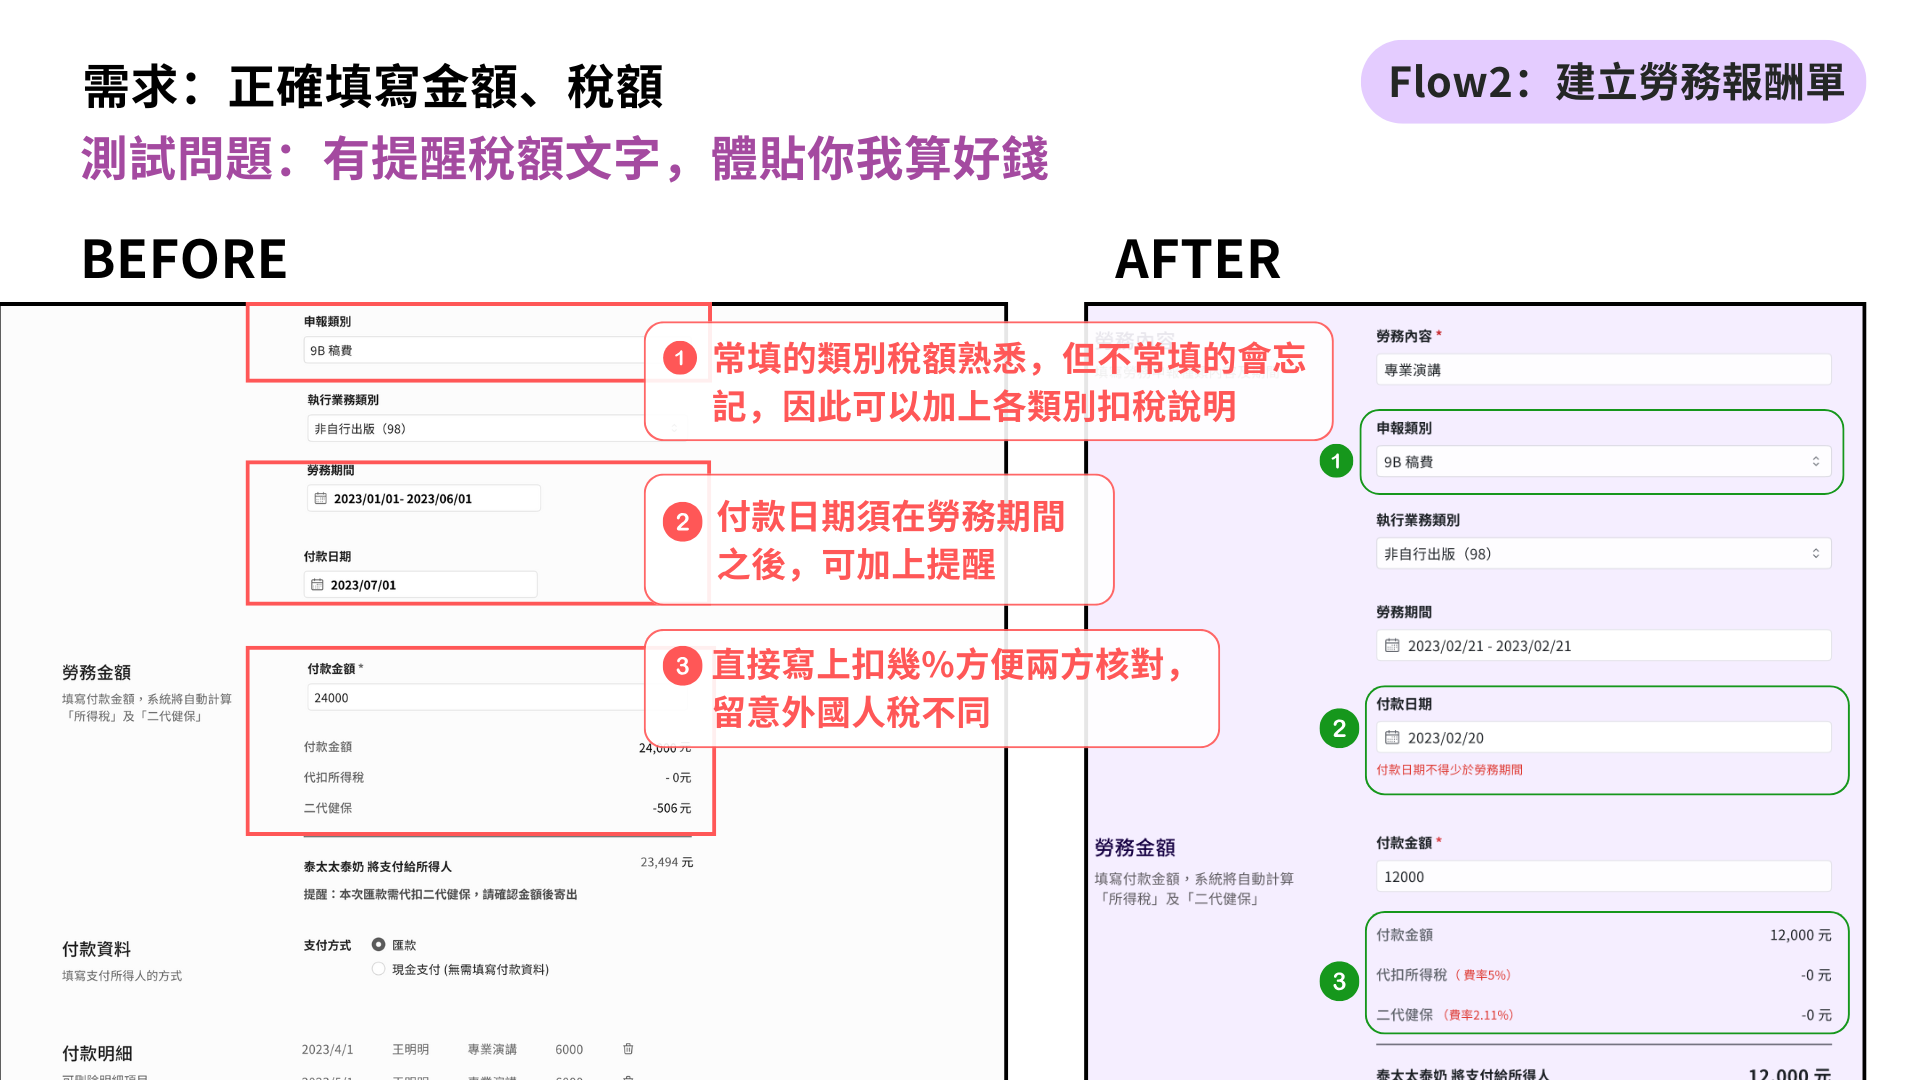 需求：正確填寫金額、稅額
測試問題：有提醒稅額文字，體貼你我算好錢
Flow2：建立勞務報酬單
BEFORE
申報類別
9B 稿費
執行業務類別
非自行出版（98）
勞務期間
2023/01/01- 2023/06/01
付款日期
2023/07/01
勞務金額
填寫付款金額，系統將自動計算
「所得稅」及「二代健保」
付款金額 *
24000
付款金額 24,000 元
代扣所得稅 - 0元
二代健保 -506 元
泰太太泰奶 將支付給所得人 23,494 元
提醒：本次匯款需代扣二代健保，請確認金額後寄出
付款資料
填寫支付所得人的方式
支付方式 匯款
現金支付 (無需填寫付款資料)
付款明細
2023/4/1 王明明 專業演講 6000
1 常填的類別稅額熟悉，但不常填的會忘
記，因此可以加上各類別扣稅說明
2 付款日期須在勞務期間
之後，可加上提醒
3 直接寫上扣幾%方便兩方核對，
留意外國人稅不同
AFTER
勞務內容
勞務內容 *
專業演講
1
申報類別
9B 稿費
執行業務類別
非自行出版（98）
勞務期間
2023/02/21 - 2023/02/21
2
付款日期
2023/02/20
付款日期不得少於勞務期間
勞務金額
填寫付款金額，系統將自動計算
「所得稅」及「二代健保」
付款金額 *
12000
3
付款金額 12,000 元
代扣所得稅（ 費率5%） -0 元
二代健保 （費率2.11%） -0 元
泰太太泰奶 將支付給所得人 12,000 元